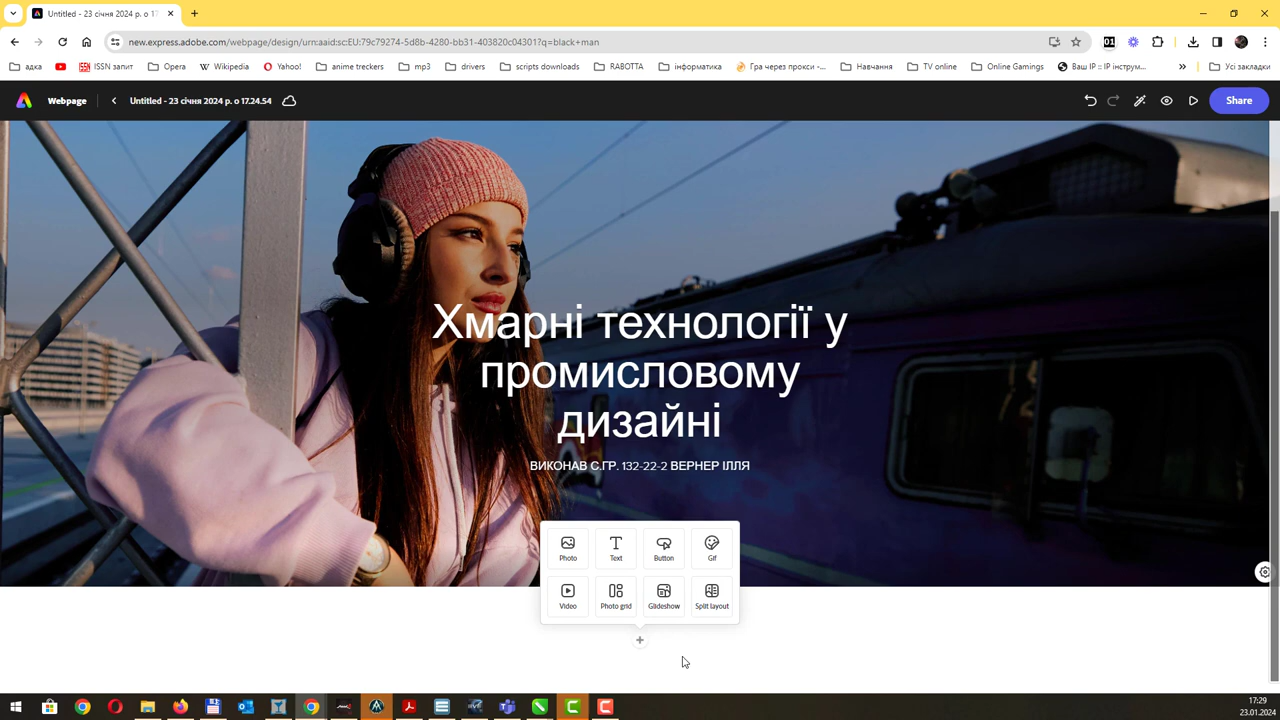 Untitled - 23 січня 2024 р. о 17
new.express.adobe.com/webpage/design/urn:aaid:sc:EU:79c79274-5d8b-4280-bb31-403820c04301?q=black+man
адка
ISSN запит
Opera
Wikipedia
Yahoo!
anime treckers
mp3
drivers
scripts downloads
RABOTTA
інформатика
Гра через прокси -...
Навчання
TV online
Online Gamings
Ваш IP :: IP інструм...
»
Усі закладки
Webpage
Untitled - 23 січня 2024 р. о 17.24.54
Share
Хмарні технології у
промисловому
дизайні
ВИКОНАВ С.ГР. 132-22-2 ВЕРНЕР ІЛЛЯ
Photo
Text
Button
Gif
Video
Photo grid
Glideshow
Split layout
17:29
23.01.2024